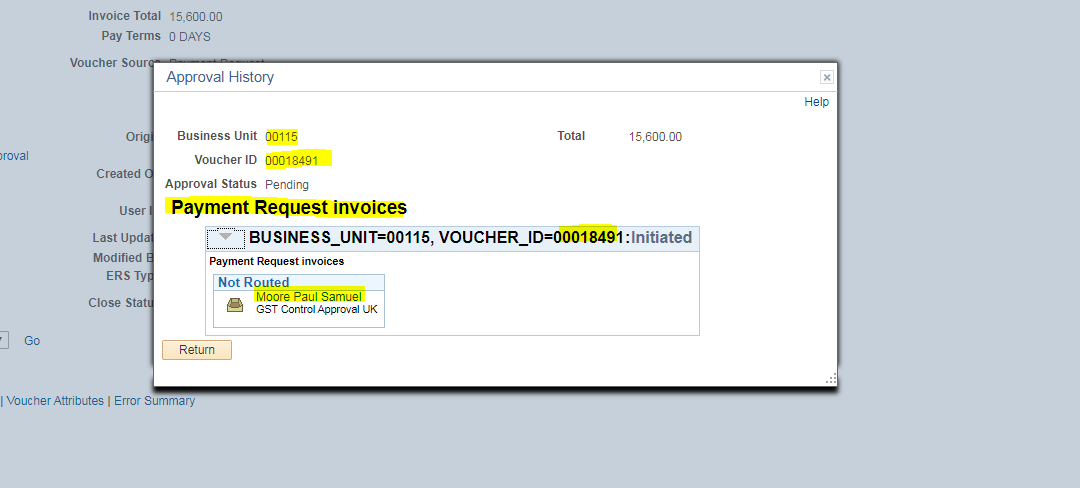 Invoice Total 15,600.00
Pay Terms 0 DAYS
Voucher
Approval History
Help
Business Unit 00115
Total 15,600.00
Voucher ID 00018491
Approval Status Pending
Payment Request invoices
BUSINESS_UNIT=00115, VOUCHER_ID=00018491:Initiated
Payment Request invoices
Not Routed
Moore Paul Samuel
GST Control Approval UK
Return
Origi
proval
Created O
User I
Last Updat
Modified B
ERS Typ
Close Statu
Go
| Voucher Attributes | Error Summary